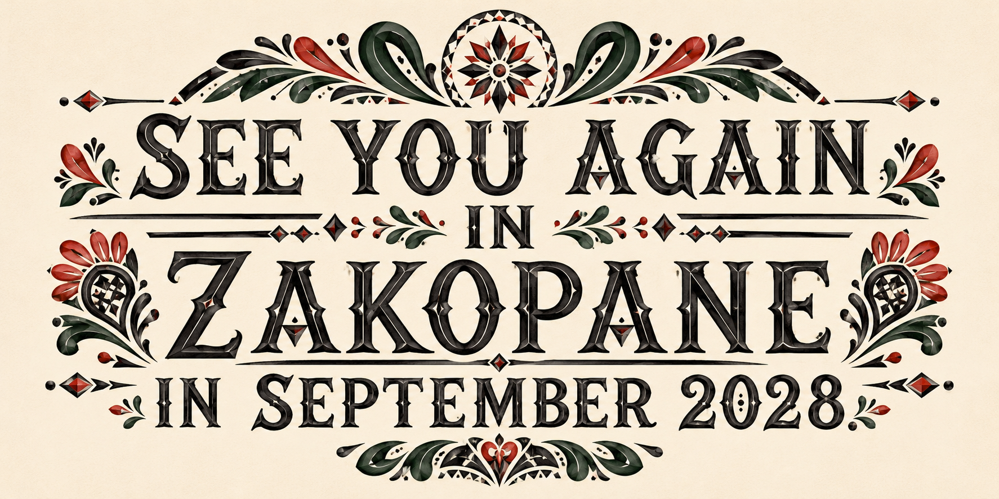 SEE YOU AGAIN
IN
ZAKOPANE
IN SEPTEMBER 2028